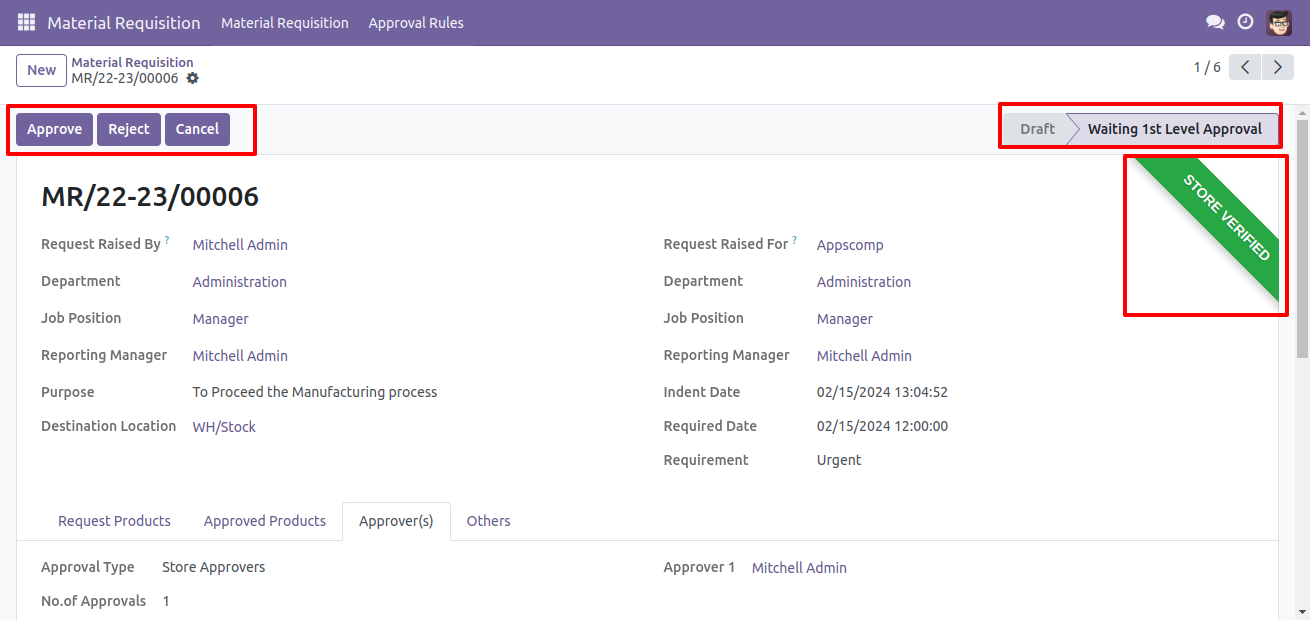 Material Requisition Material Requisition Approval Rules
New Material Requisition
MR/22-23/00006
1 / 6
Approve Reject Cancel
Draft Waiting 1st Level Approval
STORE VERIFIED
MR/22-23/00006
Request Raised By ? Mitchell Admin Request Raised For ? Appscomp
Department Administration Department Administration
Job Position Manager Job Position Manager
Reporting Manager Mitchell Admin Reporting Manager Mitchell Admin
Purpose To Proceed the Manufacturing process Indent Date 02/15/2024 13:04:52
Destination Location WH/Stock Required Date 02/15/2024 12:00:00
Requirement Urgent
Request Products Approved Products Approver(s) Others
Approval Type Store Approvers Approver 1 Mitchell Admin
No.of Approvals 1